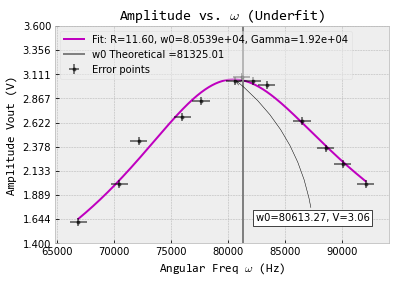 Amplitude vs. ω (Underfit)
Fit: R=11.60, w0=8.0539e+04, Gamma=1.92e+04
w0 Theoretical =81325.01
Error points
Amplitude Vout (V)
3.600
3.356
3.111
2.867
2.622
2.378
2.133
1.889
1.644
1.400
w0=80613.27, V=3.06
65000 70000 75000 80000 85000 90000
Angular Freq ω (Hz)